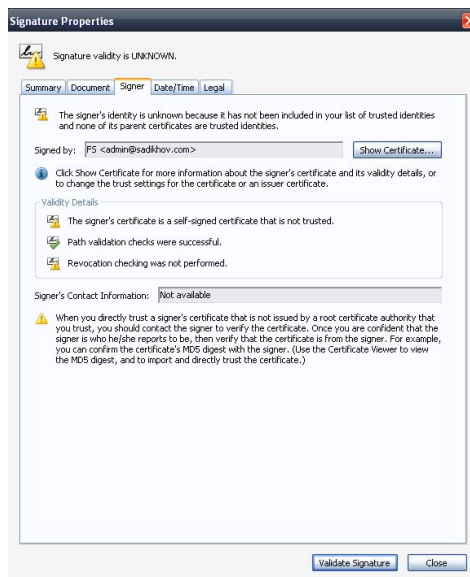 Signature Properties
Signature validity is UNKNOWN.
Summary Document Signer Date/Time Legal
The signer's identity is unknown because it has not been included in your list of trusted identities
and none of its parent certificates are trusted identities.
Signed by: FS <admin@sadikhov.com> Show Certificate...
Click Show Certificate for more information about the signer's certificate and its validity details, or
to change the trust settings for the certificate or an issuer certificate.
Validity Details
The signer's certificate is a self-signed certificate that is not trusted.
Path validation checks were successful.
Revocation checking was not performed.
Signer's Contact Information: Not available
When you directly trust a signer's certificate that is not issued by a root certificate authority that
you trust, you should contact the signer to verify the certificate. Once you are confident that the
signer is who he/she reports to be, then verify that the certificate is from the signer. For example,
you can confirm the certificate's MD5 digest with the signer. (Use the Certificate Viewer to view
the MD5 digest, and to import and directly trust the certificate.)
Validate Signature Close